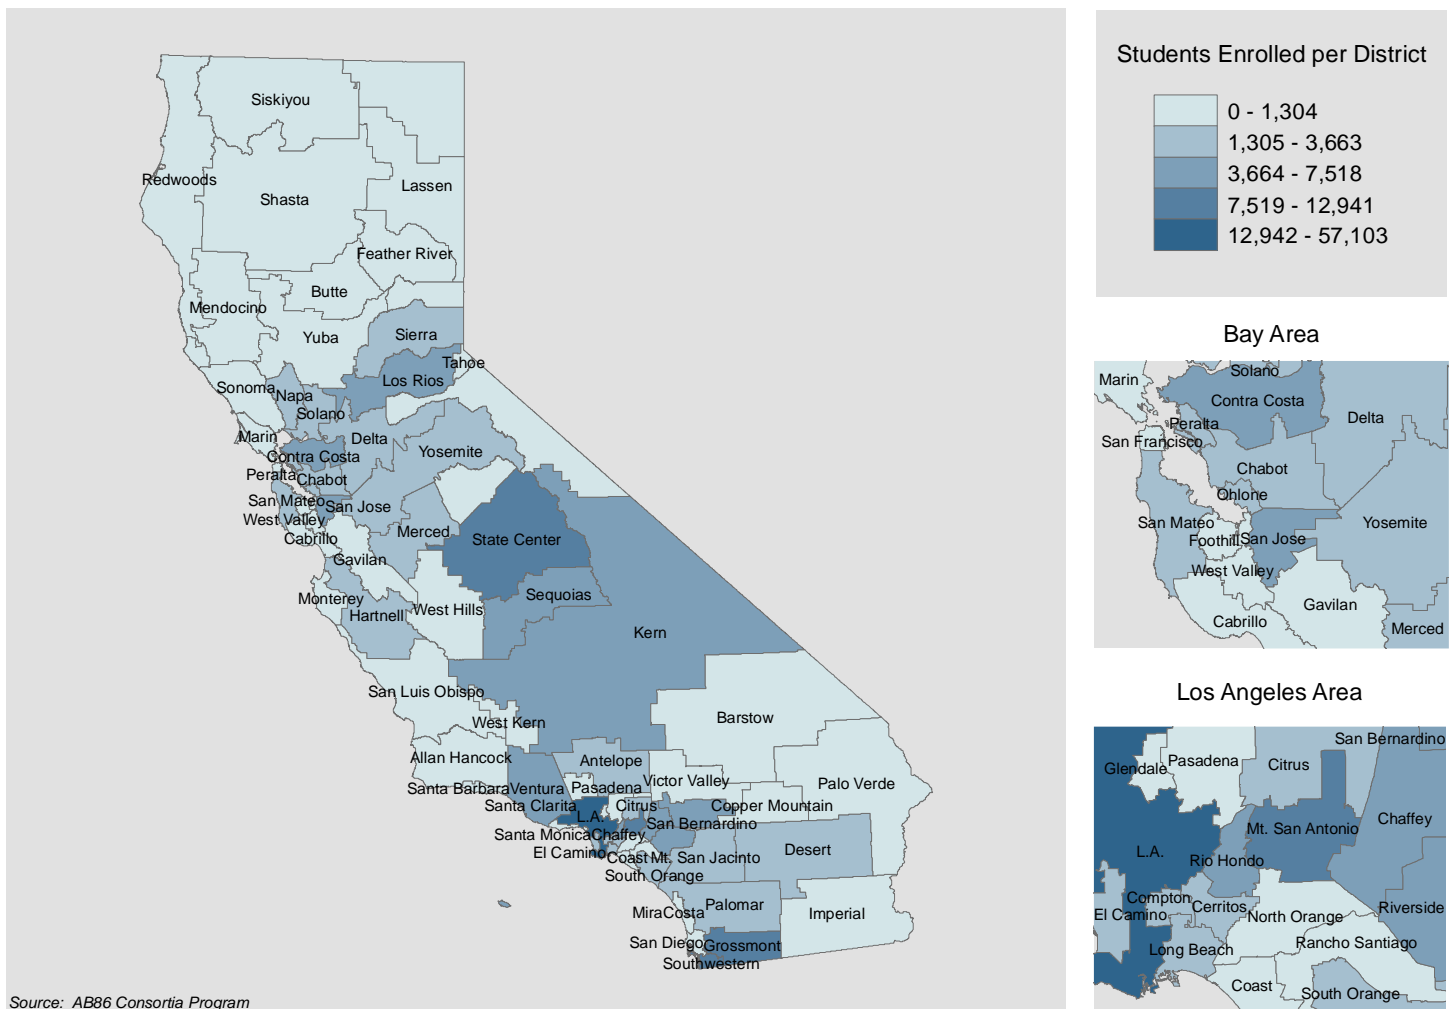 Siskiyou
Redwoods
Shasta
Lassen
Feather River
Butte
Mendocino
Yuba
Sierra
Tahoe
Los Rios
Sonoma
Napa
Solano
Marin
Delta
Contra Costa
Yosemite
Peralta
Chabot
San Mateo
San Jose
West Valley
Cabrillo
Merced
State Center
Gavilan
Monterey
Hartnell
West Hills
Sequoias
Kern
San Luis Obispo
West Kern
Barstow
Allan Hancock
Antelope
Victor Valley
Palo Verde
Santa Barbara
Ventura
Pasadena
Santa Clarita
Citrus
Copper Mountain
L.A.
San Bernardino
Santa Monica
Chaffey
El Camino
Coast
Mt. San Jacinto
Desert
South Orange
MiraCosta
Palomar
Imperial
San Diego
Grossmont
Southwestern
Source: AB86 Consortia Program
Students Enrolled per District
0 - 1,304
1,305 - 3,663
3,664 - 7,518
7,519 - 12,941
12,942 - 57,103
Bay Area
Marin
Solano
Contra Costa
Peralta
Delta
San Francisco
Chabot
Ohlone
San Mateo
Yosemite
Foothill
San Jose
West Valley
Gavilan
Cabrillo
Merced
Los Angeles Area
San Bernardino
Glendale
Pasadena
Citrus
Chaffey
Mt. San Antonio
L.A.
Rio Hondo
Compton
El Camino
Cerritos
Riverside
North Orange
Long Beach
Rancho Santiago
Coast
South Orange